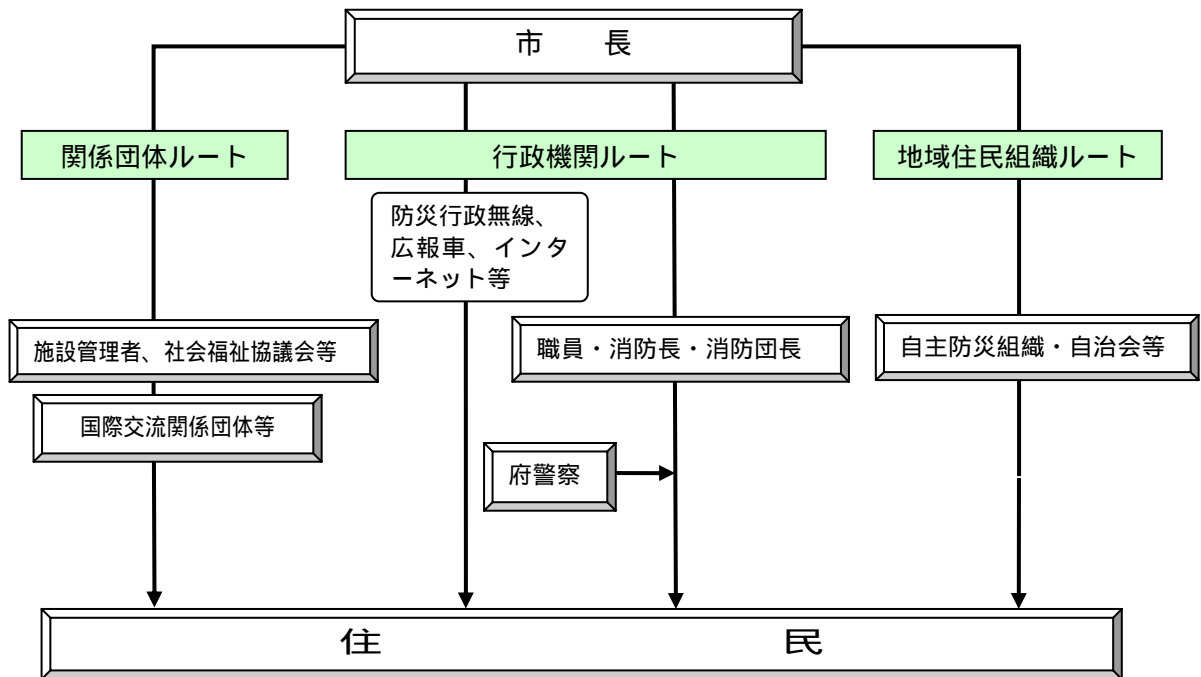 市　　長
関係団体ルート
行政機関ルート
地域住民組織ルート
防災行政無線、
広報車、インタ
ーネット等
施設管理者、社会福祉協議会等
職員・消防長・消防団長
自主防災組織・自治会等
国際交流関係団体等
府警察
住　　　　民